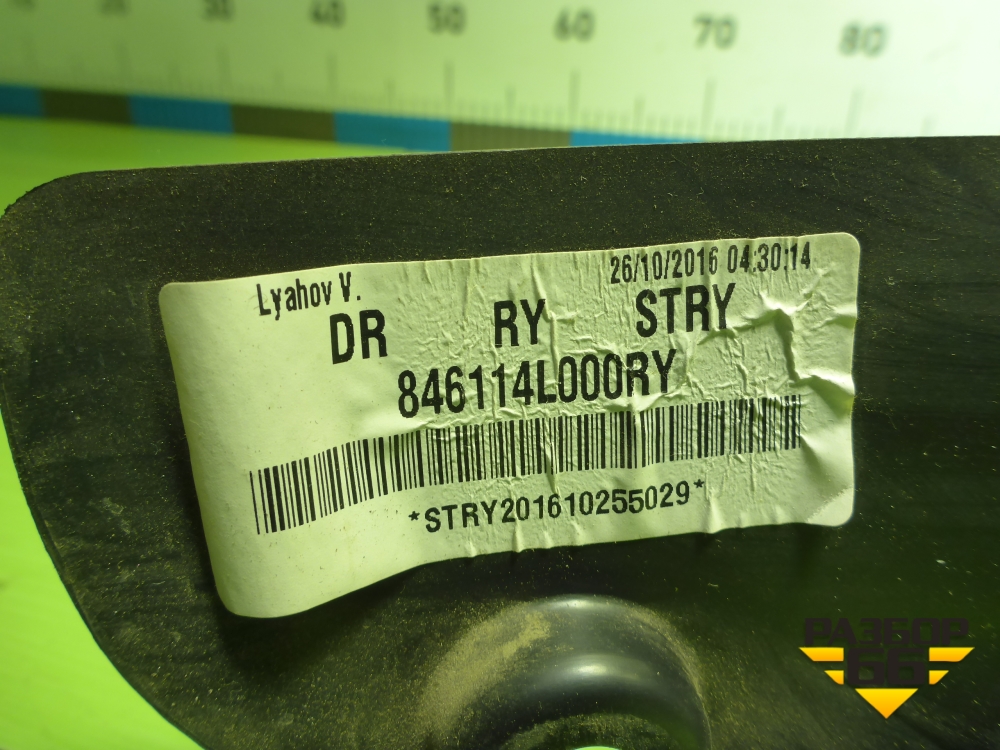 30 40 50 60 70 80
26/10/2016 04:30:14
Lyahov V.
DR RY STRY
846114L000RY
*STRY201610255029*
РАЗБОР
66